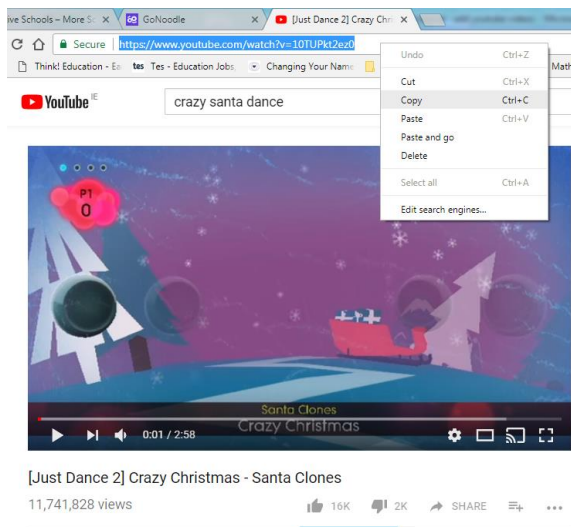 ive Schools – More Sc
GoNoodle
[Just Dance 2] Crazy Chri
Secure
https://www.youtube.com/watch?v=10TUPkt2ez0
Think! Education - Ea
tes Tes - Education Jobs,
Changing Your Name
Math
Undo Ctrl+Z
Cut Ctrl+X
Copy Ctrl+C
Paste Ctrl+V
Paste and go
Delete
Select all Ctrl+A
Edit search engines...
YouTube IE
crazy santa dance
P1
0
Santa Clones
Crazy Christmas
0:01 / 2:58
[Just Dance 2] Crazy Christmas - Santa Clones
11,741,828 views
16K
2K
SHARE